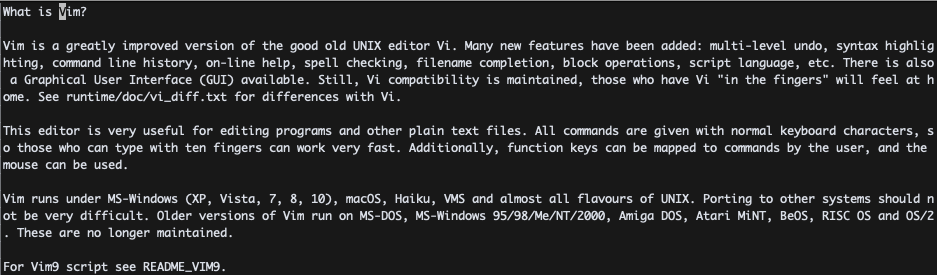 What is Vim?
Vim is a greatly improved version of the good old UNIX editor Vi. Many new features have been added: multi-level undo, syntax highlig
hting, command line history, on-line help, spell checking, filename completion, block operations, script language, etc. There is also
 a Graphical User Interface (GUI) available. Still, Vi compatibility is maintained, those who have Vi "in the fingers" will feel at h
ome. See runtime/doc/vi_diff.txt for differences with Vi.
This editor is very useful for editing programs and other plain text files. All commands are given with normal keyboard characters, s
o those who can type with ten fingers can work very fast. Additionally, function keys can be mapped to commands by the user, and the
mouse can be used.
Vim runs under MS-Windows (XP, Vista, 7, 8, 10), macOS, Haiku, VMS and almost all flavours of UNIX. Porting to other systems should n
ot be very difficult. Older versions of Vim run on MS-DOS, MS-Windows 95/98/Me/NT/2000, Amiga DOS, Atari MiNT, BeOS, RISC OS and OS/2
. These are no longer maintained.
For Vim9 script see README_VIM9.